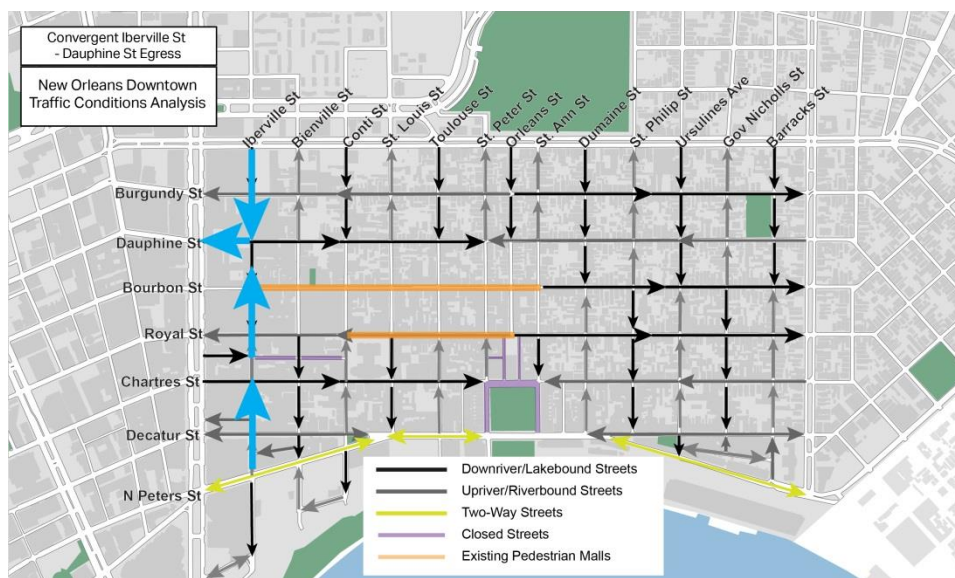 Convergent Iberville St
- Dauphine St Egress
New Orleans Downtown
Traffic Conditions Analysis
Iberville St
Bienville St
Conti St
St. Louis St
Toulouse St
St. Peter St
Orleans St
St. Ann St
Dumaine St
St. Philip St
Ursulines Ave
Gov Nicholls St
Barracks St
Burgundy St
Dauphine St
Bourbon St
Royal St
Chartres St
Decatur St
N Peters St
Downriver/Lakebound Streets
Upriver/Riverbound Streets
Two-Way Streets
Closed Streets
Existing Pedestrian Malls